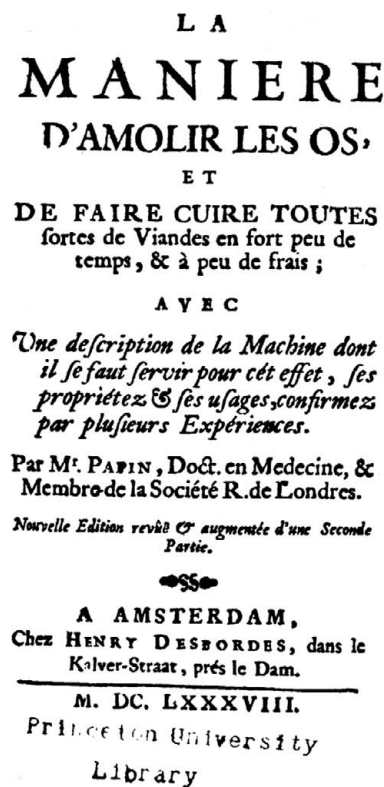 L A
MANIERE
D'AMOLIR LES OS,
E T
DE FAIRE CUIRE TOUTES
ſortes de Viandes en fort peu de
temps, & à peu de frais ;
A V E C
Une deſcription de la Machine dont
il ſe faut ſervir pour cét effet, ſes
propriétez & ſes uſages, confirmez
par pluſieurs Expériences.
Par Mr. PAPIN, Doct. en Medecine, &
Membre de la Société R. de Londres.
Nouvelle Edition revûë & augmentée d'une Seconde
Partie.
A AMSTERDAM,
Chez HENRY DESBORDES, dans le
Kalver-Straat, prés le Dam.
M. DC. LXXXVIII.
Princeton University
Library